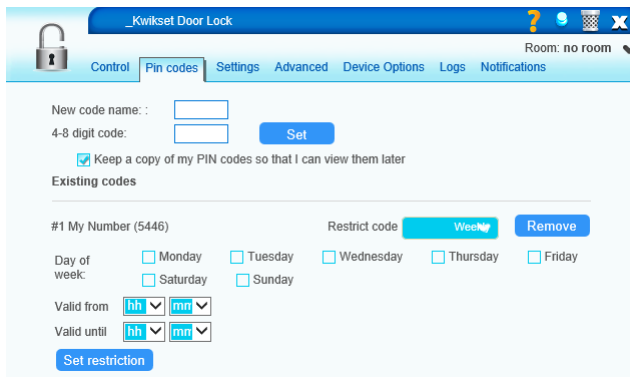 _Kwikset Door Lock
Room: no room
Control Pin codes Settings Advanced Device Options Logs Notifications
New code name: :
4-8 digit code: Set
Keep a copy of my PIN codes so that I can view them later
Existing codes
#1 My Number (5446) Restrict code Weekly Remove
Day of week: Monday Tuesday Wednesday Thursday Friday
Saturday Sunday
Valid from hh mm
Valid until hh mm
Set restriction